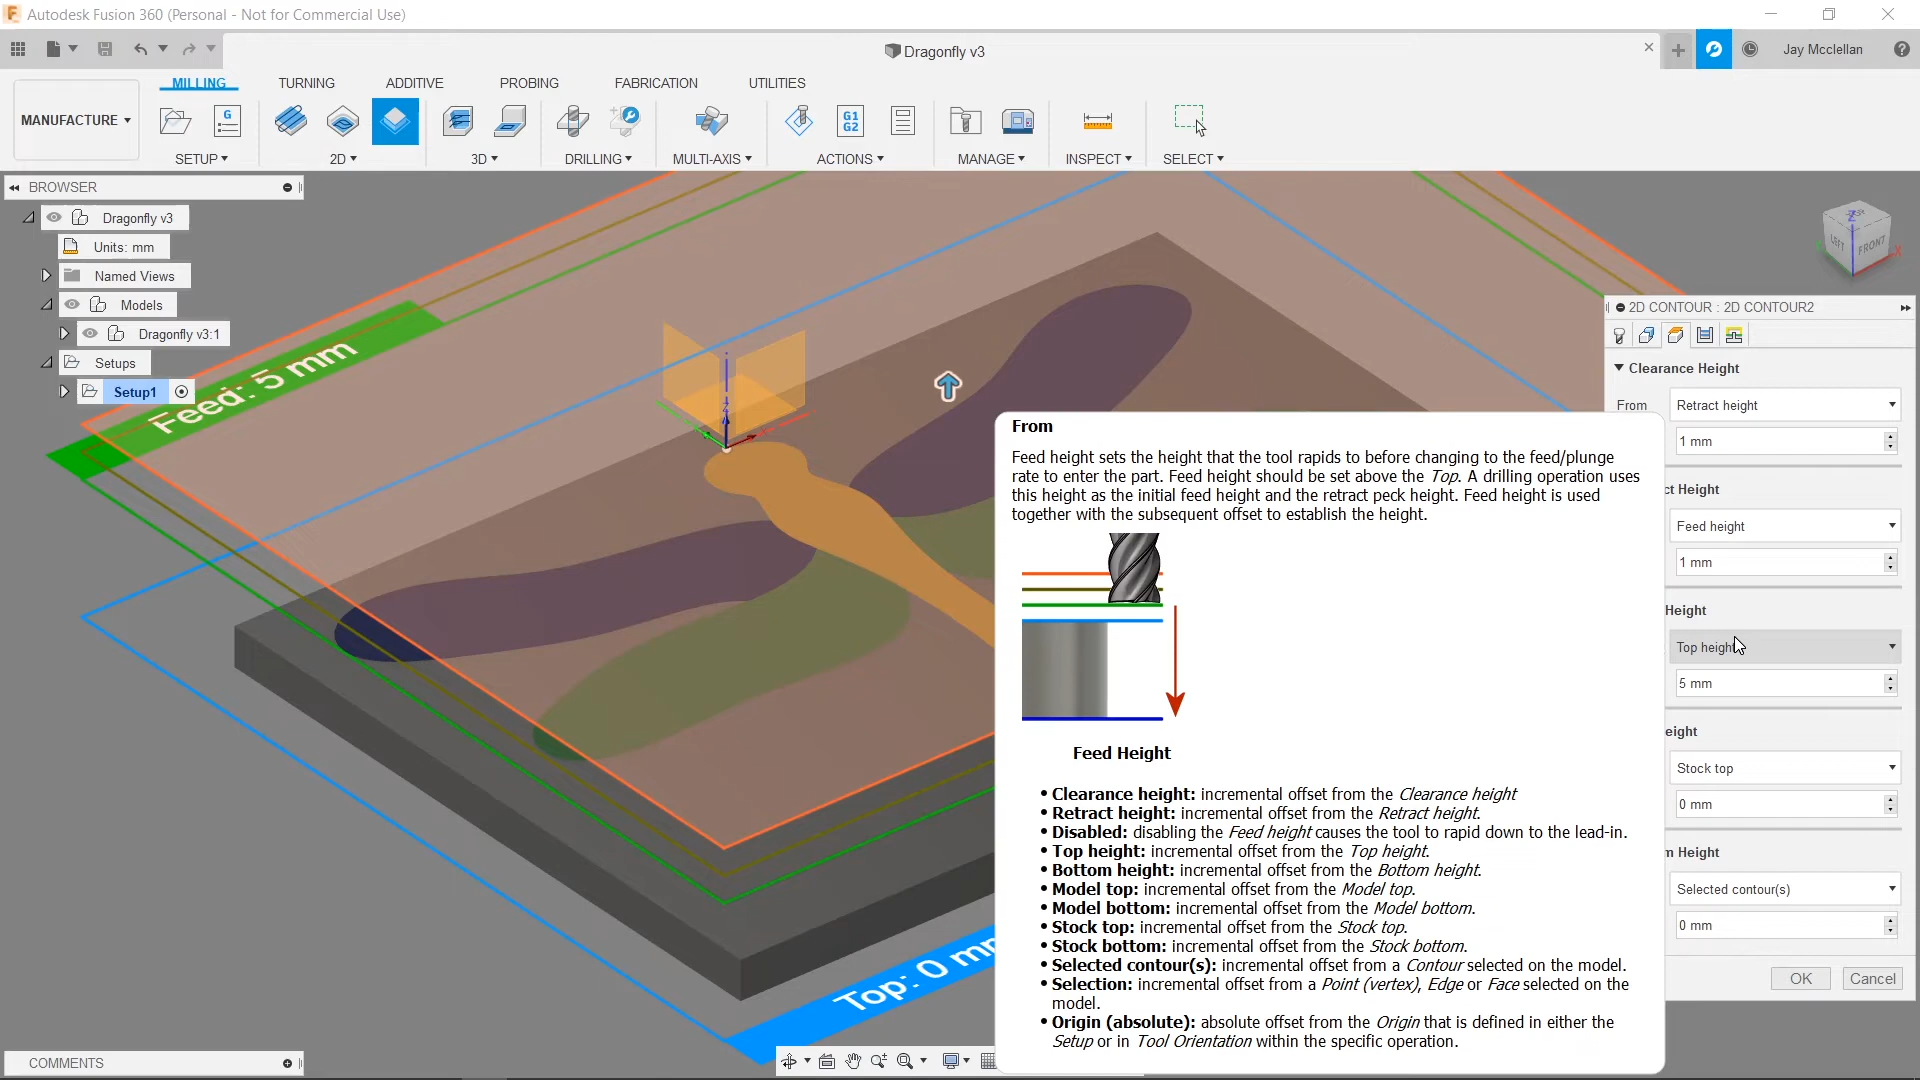 Autodesk Fusion 360 (Personal - Not for Commercial Use)
Dragonfly v3
Jay Mcclellan
MILLING
TURNING
ADDITIVE
PROBING
FABRICATION
UTILITIES
MANUFACTURE
G
G1
G2
SETUP
2D
3D
DRILLING
MULTI-AXIS
ACTIONS
MANAGE
INSPECT
SELECT
BROWSER
Dragonfly v3
Units: mm
Named Views
Models
Dragonfly v3:1
Setups
Setup1
Feed: 5 mm
Z
LEFT
FRONT
X
2D CONTOUR : 2D CONTOUR2
Clearance Height
From
Retract height
1 mm
ct Height
Feed height
1 mm
Height
Top height
5 mm
eight
Stock top
0 mm
m Height
Selected contour(s)
0 mm
OK
Cancel
From
Feed height sets the height that the tool rapids to before changing to the feed/plunge
rate to enter the part. Feed height should be set above the Top. A drilling operation uses
this height as the initial feed height and the retract peck height. Feed height is used
together with the subsequent offset to establish the height.
Feed Height
• Clearance height: incremental offset from the Clearance height
• Retract height: incremental offset from the Retract height.
• Disabled: disabling the Feed height causes the tool to rapid down to the lead-in.
• Top height: incremental offset from the Top height.
• Bottom height: incremental offset from the Bottom height.
• Model top: incremental offset from the Model top.
• Model bottom: incremental offset from the Model bottom.
• Stock top: incremental offset from the Stock top.
• Stock bottom: incremental offset from the Stock bottom.
• Selected contour(s): incremental offset from a Contour selected on the model.
• Selection: incremental offset from a Point (vertex), Edge or Face selected on the
model.
• Origin (absolute): absolute offset from the Origin that is defined in either the
Setup or in Tool Orientation within the specific operation.
Top: 0 mm
COMMENTS